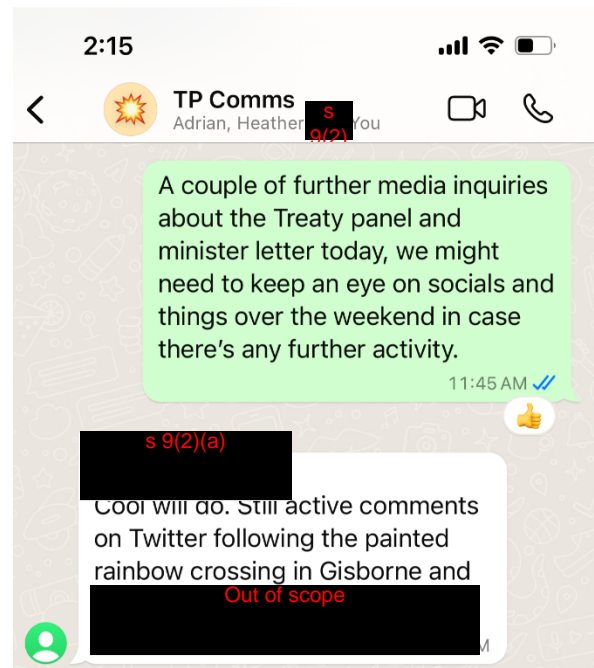 2:15
TP Comms
Adrian, Heather s 9(2) You
A couple of further media inquiries
about the Treaty panel and
minister letter today, we might
need to keep an eye on socials and
things over the weekend in case
there's any further activity.
11:45 AM
s 9(2)(a)
Cool will do. Still active comments
on Twitter following the painted
rainbow crossing in Gisborne and
Out of scope
M